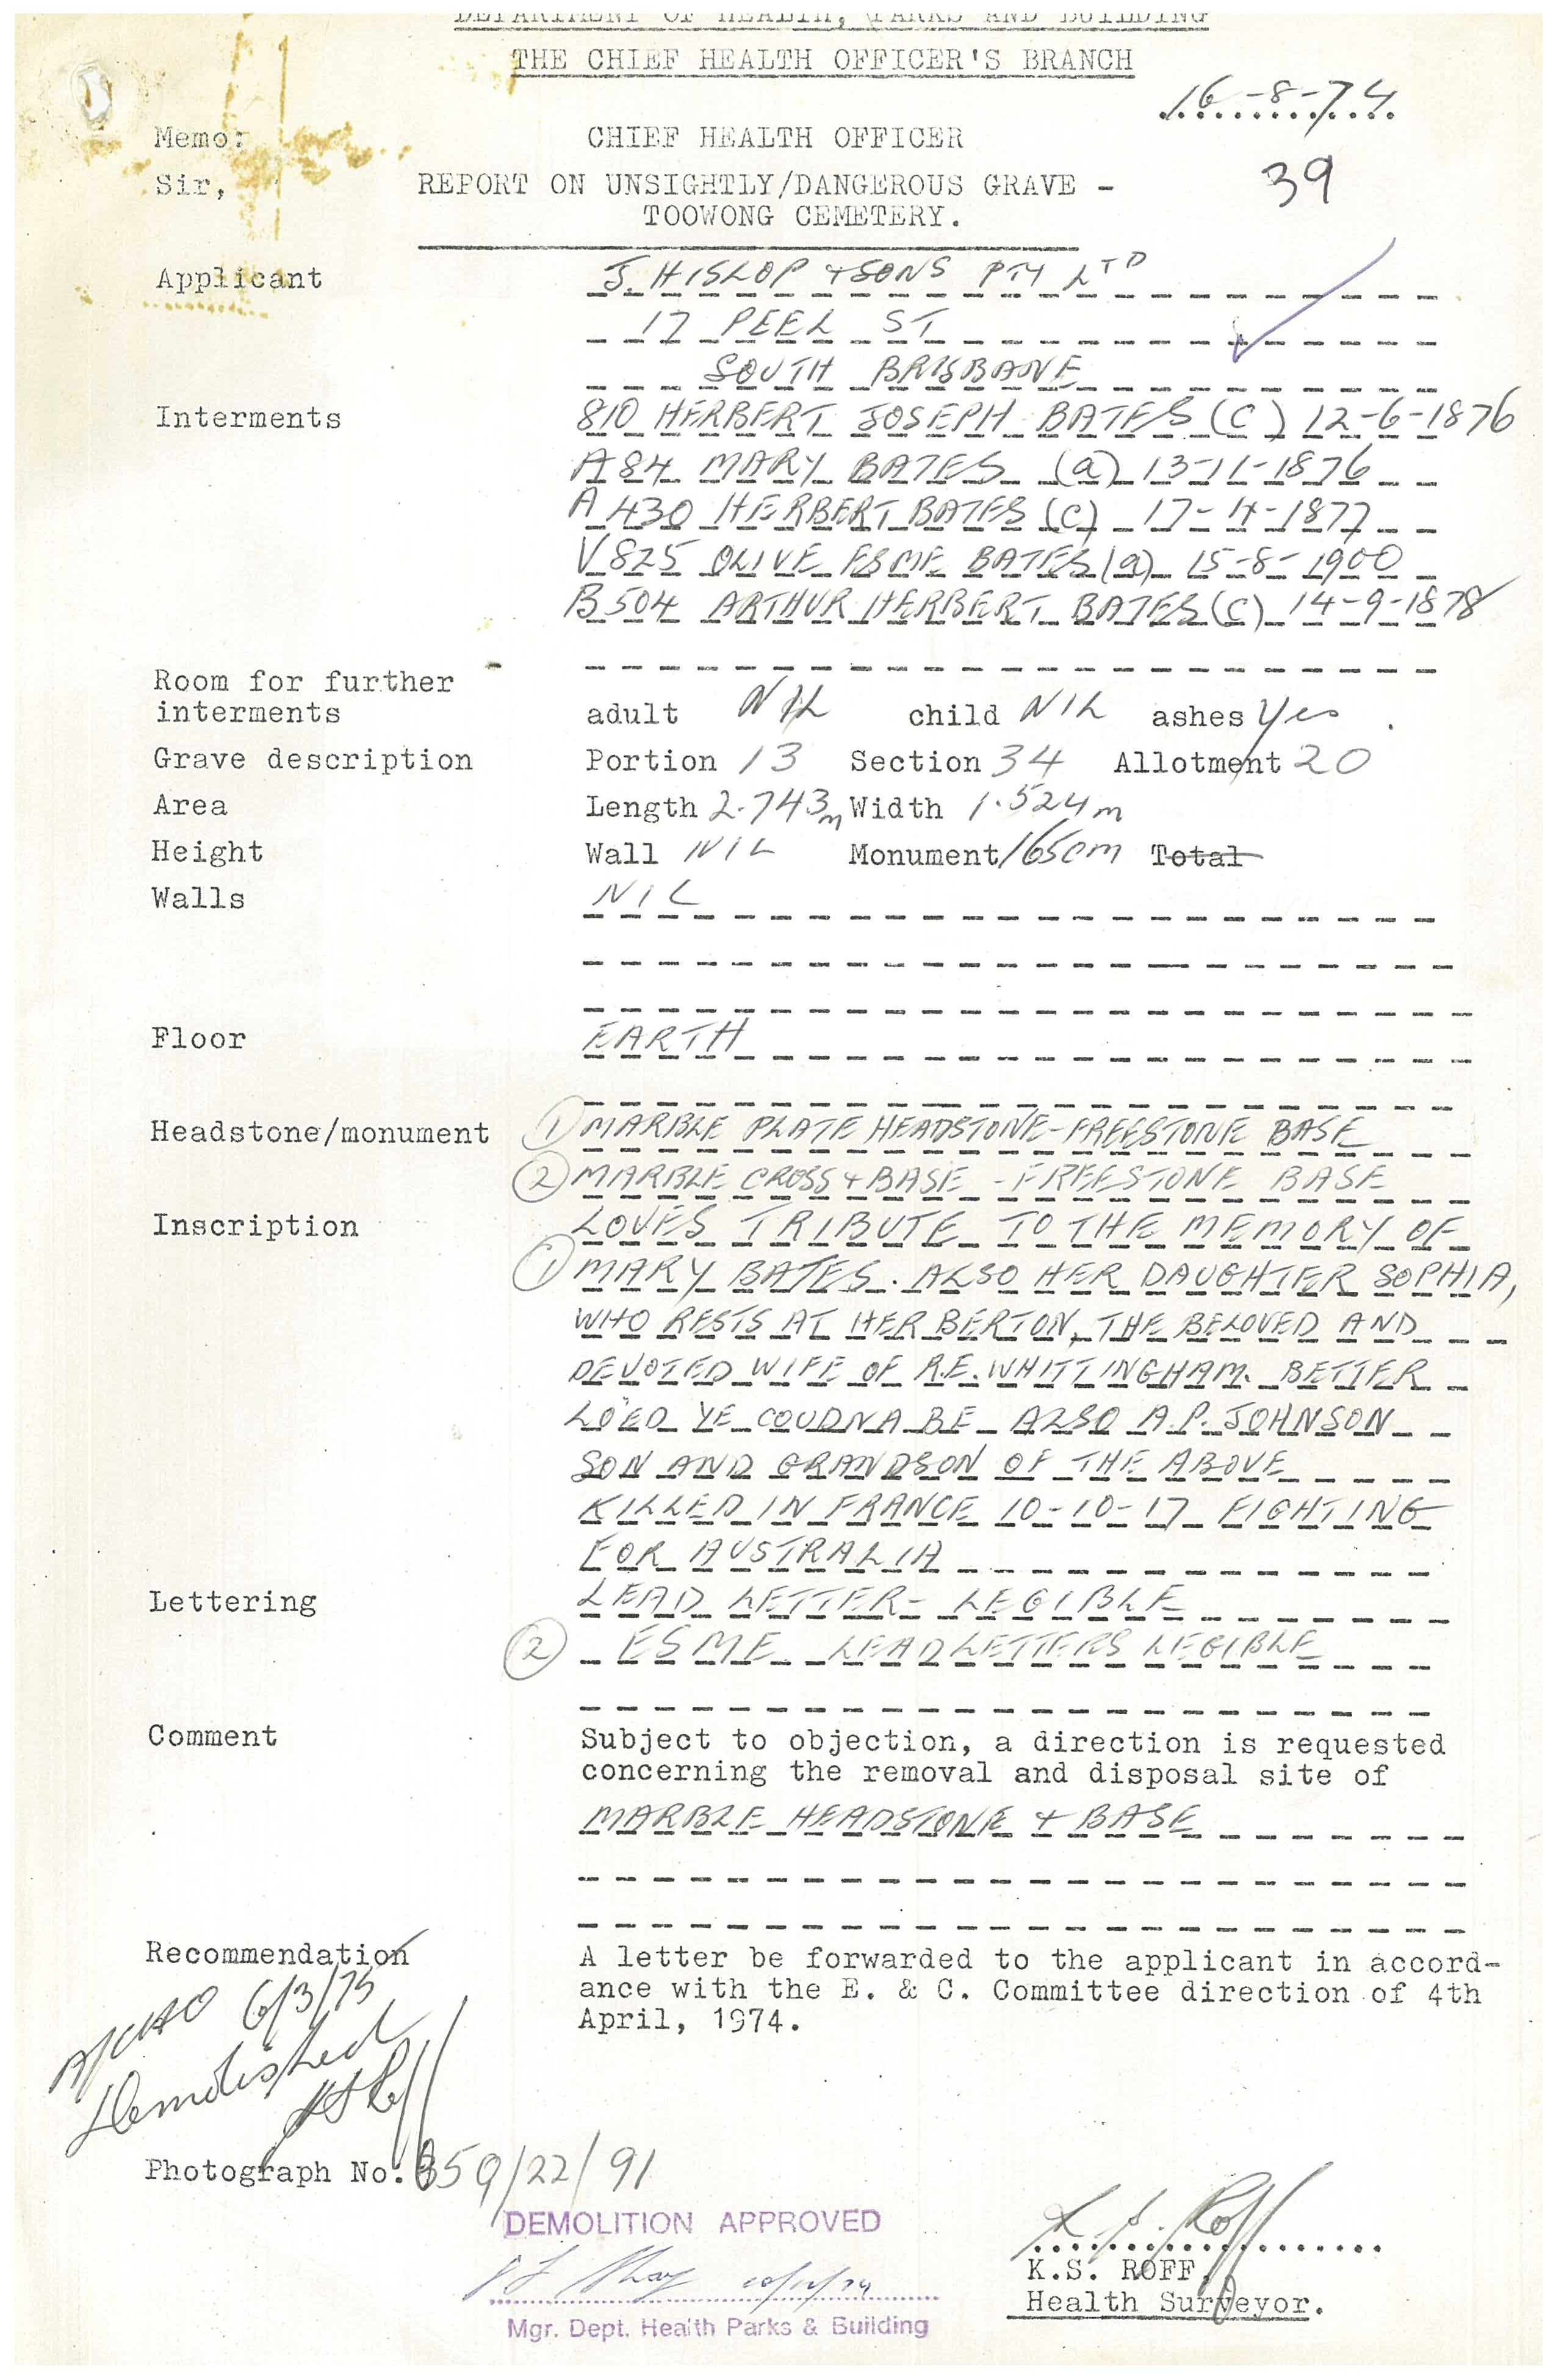 DEPARTMENT OF HEALTH, PARKS AND BUILDING
THE CHIEF HEALTH OFFICER'S BRANCH
16-8-74
Memo: CHIEF HEALTH OFFICER
Sir, REPORT ON UNSIGHTLY/DANGEROUS GRAVE - 39
TOOWONG CEMETERY.
Applicant J. HISLOP & SONS PTY LTD
17 PEEL ST
SOUTH BRISBANE
Interments 810 HERBERT JOSEPH BATES (C) 12-6-1876
A84 MARY BATES (a) 13-11-1876
A430 HERBERT BATES (C) 17-4-1877
V825 OLIVE ESME BATES (a) 15-8-1900
B504 ARTHUR HERBERT BATES (C) 14-9-1878
Room for further
interments adult NIL child NIL ashes Yes.
Grave description Portion 13 Section 34 Allotment 20
Area Length 2.743m Width 1.524m
Height Wall NIL Monument 165cm Total
Walls NIL
Floor EARTH
Headstone/monument (1) MARBLE PLATE HEADSTONE-FREESTONE BASE
(2) MARBLE CROSS & BASE - FREESTONE BASE
Inscription LOVES TRIBUTE TO THE MEMORY OF
(1) MARY BATES. ALSO HER DAUGHTER SOPHIA,
WHO RESTS AT HERBERTON, THE BELOVED AND
DEVOTED WIFE OF R.E. WHITTINGHAM. BETTER
LO'ED YE COUDNA BE ALSO A.P. JOHNSON
SON AND GRANDSON OF THE ABOVE
KILLED IN FRANCE 10-10-17 FIGHTING
FOR AUSTRALIA
Lettering LEAD LETTER- LEGIBLE
(2) ESME LEAD LETTERS LEGIBLE
Comment Subject to objection, a direction is requested
concerning the removal and disposal site of
MARBLE HEADSTONE & BASE
Recommendation A letter be forwarded to the applicant in accord-
ance with the E. & C. Committee direction of 4th
April, 1974.
A/CHO 6/3/75
Demolished
Photograph No. B59/22/91
DEMOLITION APPROVED
K.S. Roff
K.S. ROFF,
Health Surveyor.
Mgr. Dept. Health Parks & Building